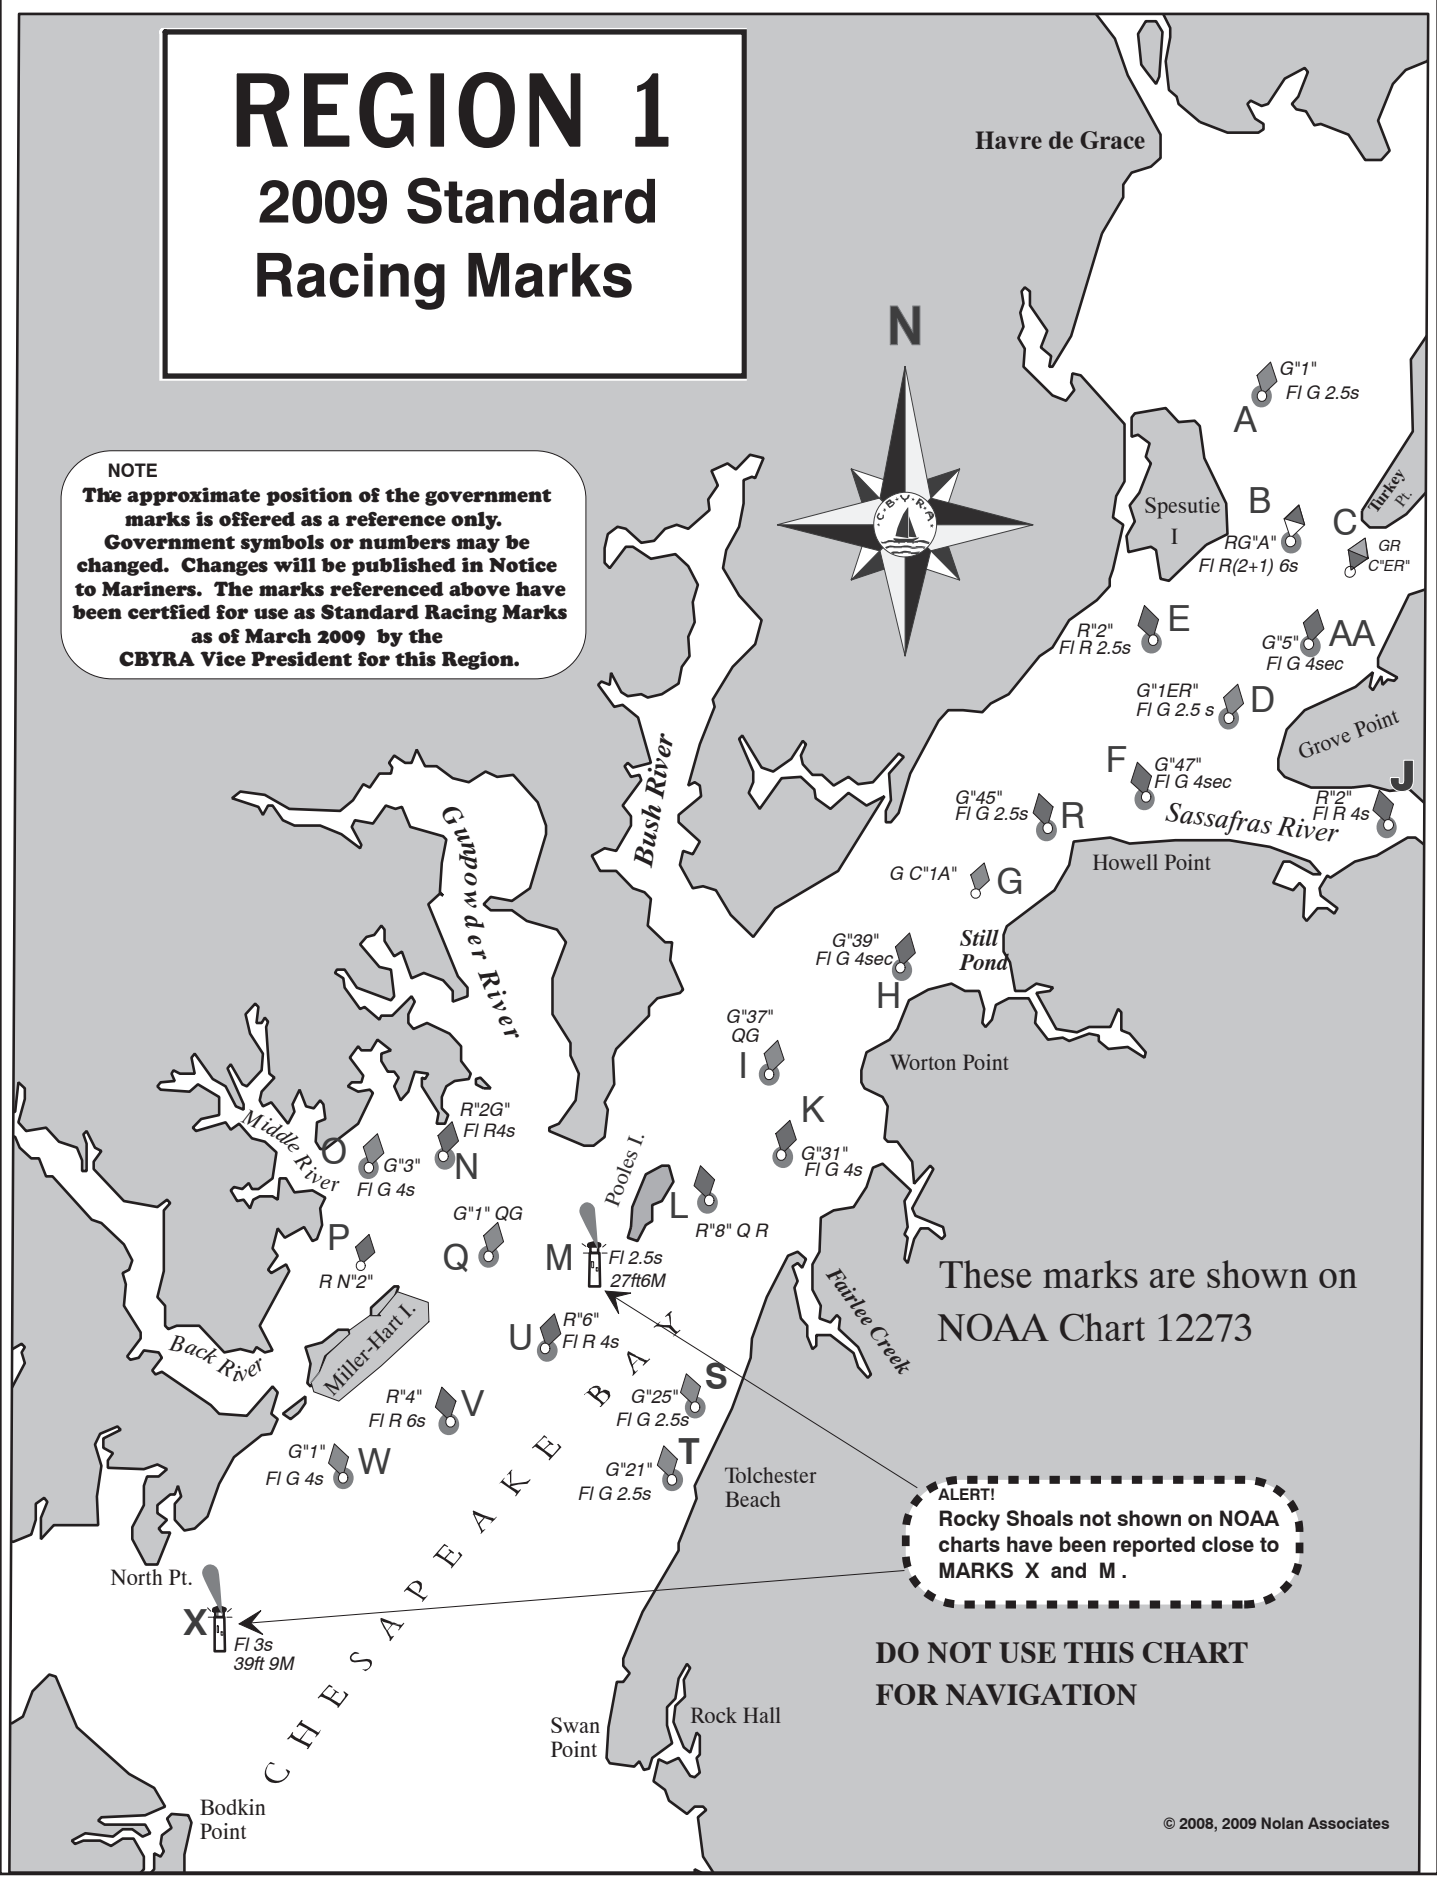 REGION 1
2009 Standard
Racing Marks
Havre de Grace
N
C·B·Y·R·A
NOTE
The approximate position of the government
marks is offered as a reference only.
Government symbols or numbers may be
changed. Changes will be published in Notice
to Mariners. The marks referenced above have
been certfied for use as Standard Racing Marks
as of March 2009 by the
CBYRA Vice President for this Region.
G"1"
Fl G 2.5s
A
Turkey
Pt.
Spesutie
I
B
RG"A"
Fl R(2+1) 6s
C
GR
C"ER"
R"2"
Fl R 2.5s
E
G"5"
Fl G 4sec
AA
G"1ER"
Fl G 2.5 s
D
Grove Point
F
G"47"
Fl G 4sec
J
R"2"
Fl R 4s
G"45"
Fl G 2.5s
R
Sassafras River
Howell Point
Bush River
Gunpowder River
G C"1A"
G
G"39"
Fl G 4sec
H
Still
Pond
G"37"
QG
I
Worton Point
K
G"31"
Fl G 4s
R"2G"
Fl R4s
N
Middle River
O
G"3"
Fl G 4s
Pooles I.
L
R"8" Q R
G"1" QG
Q
P
R N"2"
M
Fl 2.5s
27ft6M
Fairlee Creek
These marks are shown on
NOAA Chart 12273
Miller-Hart I.
Back River
U
R"6"
Fl R 4s
S
G"25"
Fl G 2.5s
R"4"
Fl R 6s
V
G"1"
Fl G 4s
W
T
G"21"
Fl G 2.5s
Tolchester
Beach
CHESAPEAKE BAY
ALERT!
Rocky Shoals not shown on NOAA
charts have been reported close to
MARKS X and M .
North Pt.
X
Fl 3s
39ft 9M
DO NOT USE THIS CHART
FOR NAVIGATION
Swan
Point
Rock Hall
Bodkin
Point
© 2008, 2009 Nolan Associates